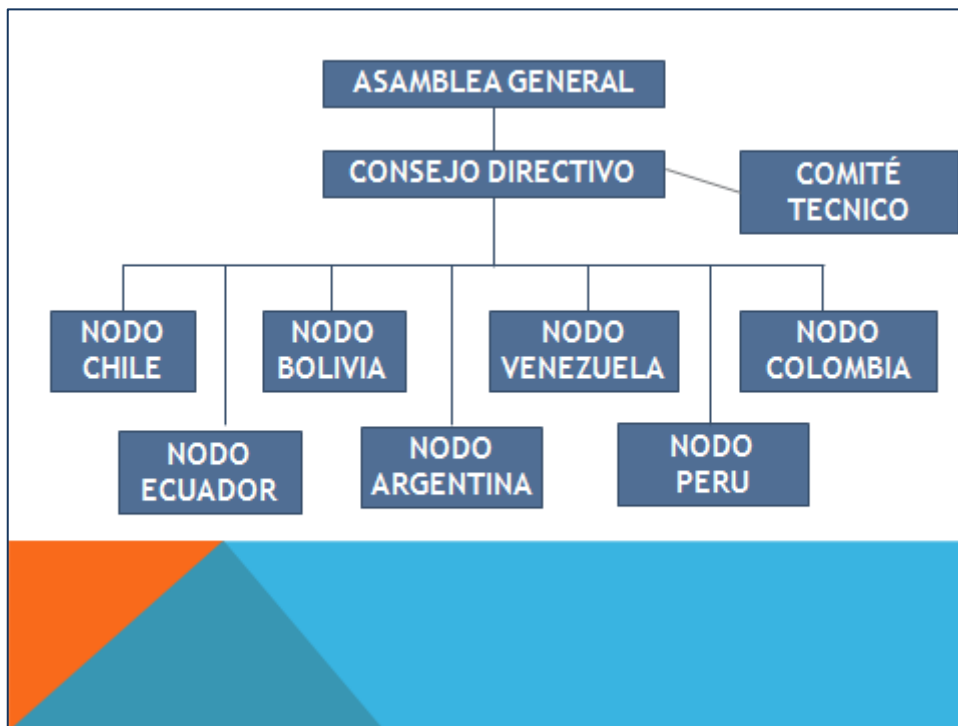 ASAMBLEA GENERAL
CONSEJO DIRECTIVO
COMITÉ
TECNICO
NODO
CHILE
NODO
BOLIVIA
NODO
VENEZUELA
NODO
COLOMBIA
NODO
ECUADOR
NODO
ARGENTINA
NODO
PERU